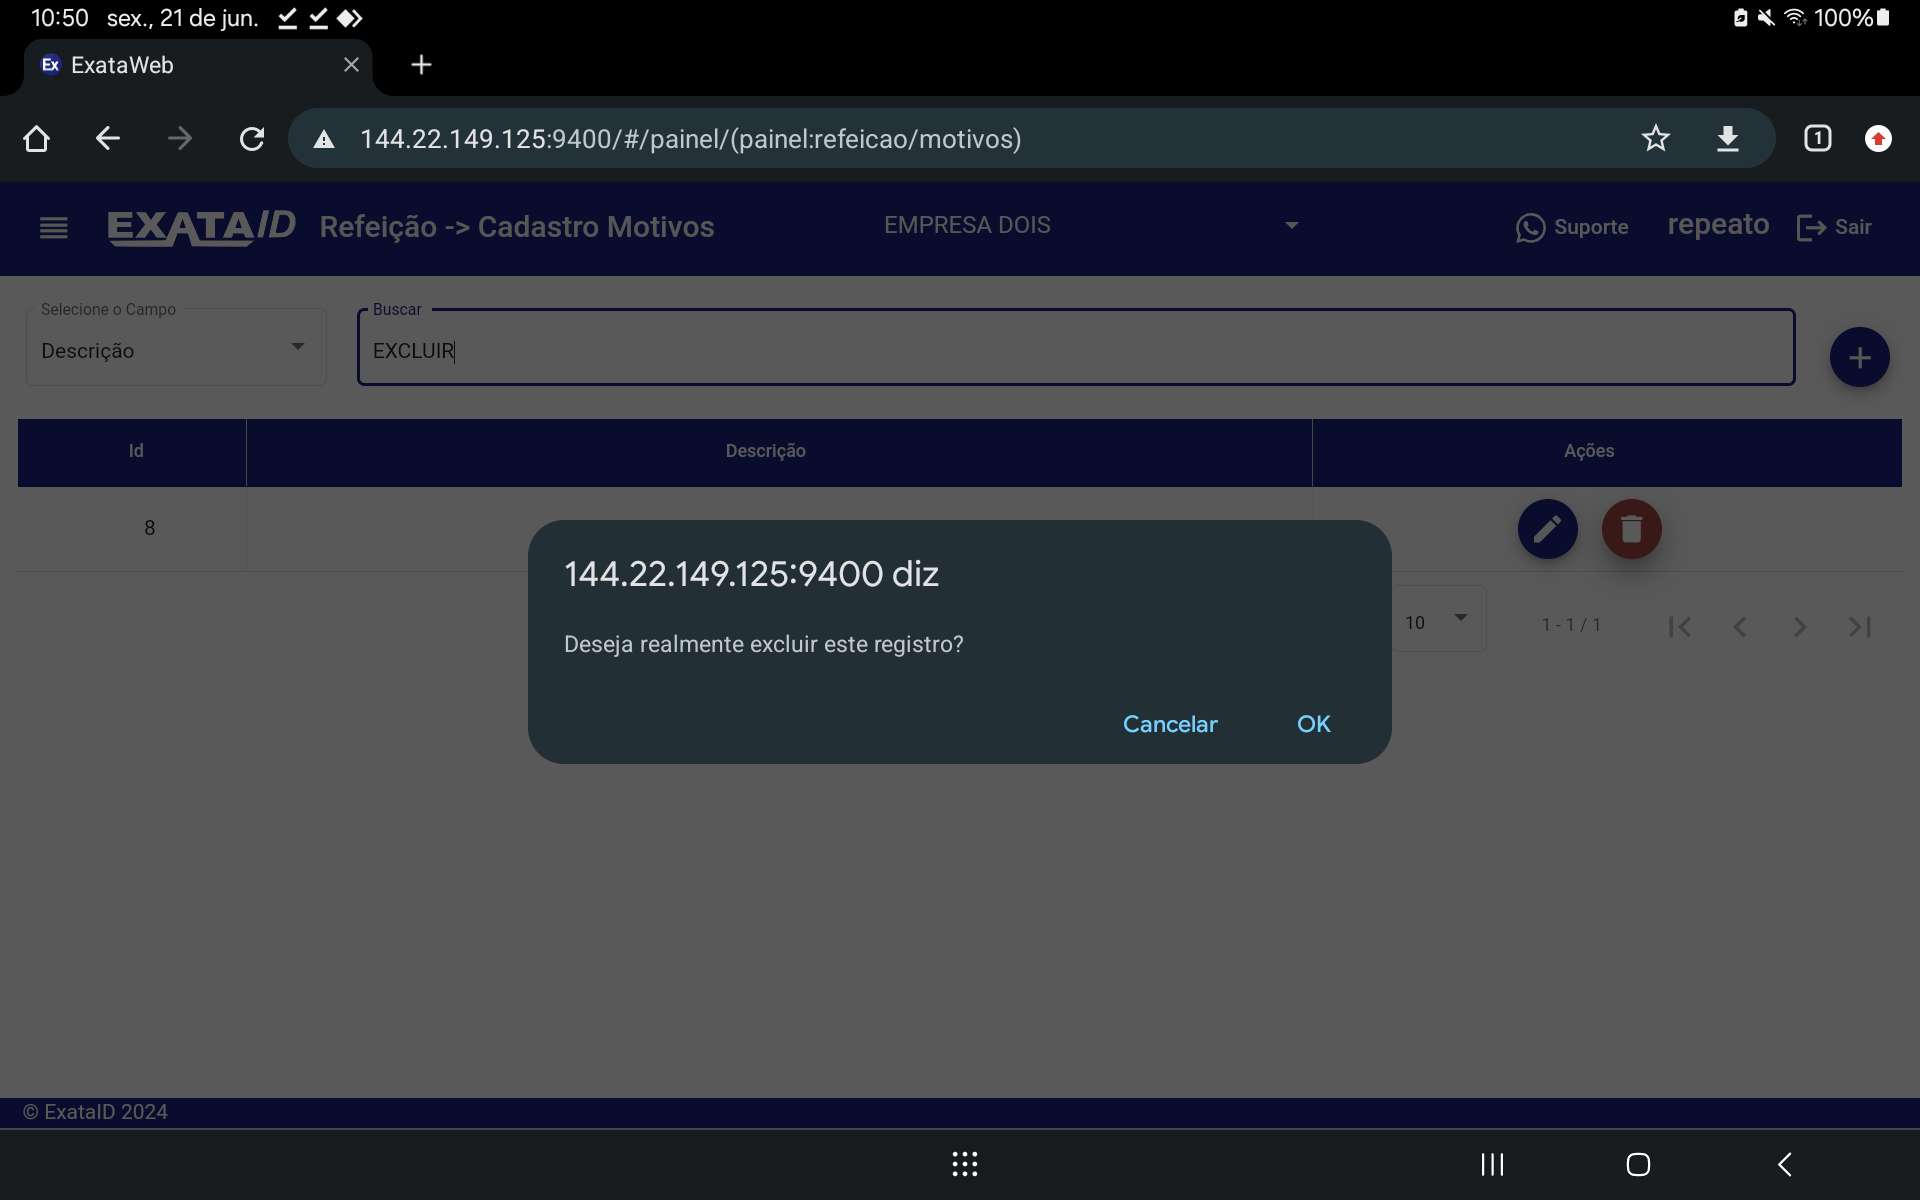 10:50 sex., 21 de jun. 100%
Ex ExataWeb
144.22.149.125:9400/#/painel/(painel:refeicao/motivos) 1
EXATAID Refeição -> Cadastro Motivos EMPRESA DOIS Suporte repeato Sair
Selecione o Campo Buscar
Descrição EXCLUIR
Id Descrição Ações
8
144.22.149.125:9400 diz
10 1 - 1 / 1
Deseja realmente excluir este registro?
Cancelar OK
© ExataID 2024